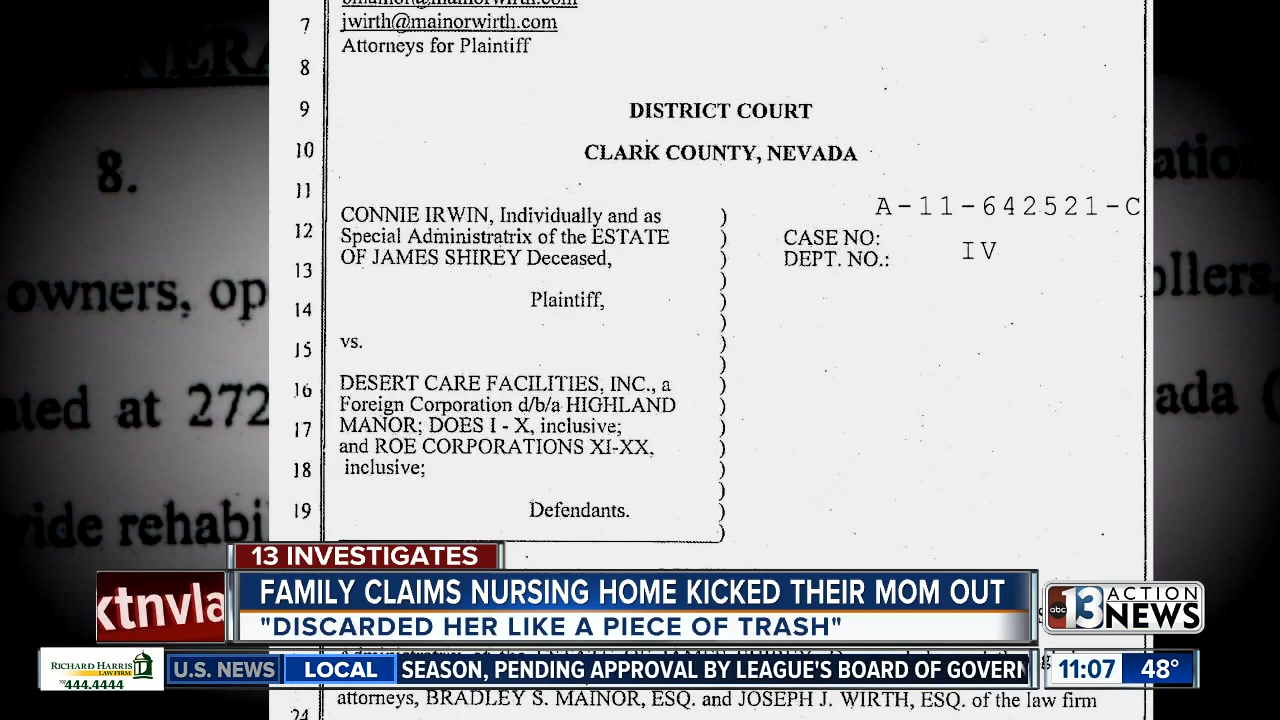 jwirth@mainorwirth.com
7
Attorneys for Plaintiff
8
9 DISTRICT COURT
10 CLARK COUNTY, NEVADA
11
A-11-642521-C
12 CONNIE IRWIN, Individually and as
Special Administratrix of the ESTATE
13 OF JAMES SHIREY Deceased,
CASE NO:
DEPT. NO.: IV
14 Plaintiff,
15 vs.
16 DESERT CARE FACILITIES, INC., a
Foreign Corporation d/b/a HIGHLAND
17 MANOR; DOES I - X, inclusive;
and ROE CORPORATIONS XI-XX,
18 inclusive;
19 Defendants.
8.
owners, op
ollers,
ated at 272
ada (
vide rehabil
13 INVESTIGATES
FAMILY CLAIMS NURSING HOME KICKED THEIR MOM OUT
"DISCARDED HER LIKE A PIECE OF TRASH"
ktnvla
abc 13 ACTION NEWS
RICHARD HARRIS
LAW FIRM
702 444.4444
U.S. NEWS
LOCAL
SEASON, PENDING APPROVAL BY LEAGUE'S BOARD OF GOVERN
11:07
48°
attorneys, BRADLEY S. MAINOR, ESQ. and JOSEPH J. WIRTH, ESQ. of the law firm
24